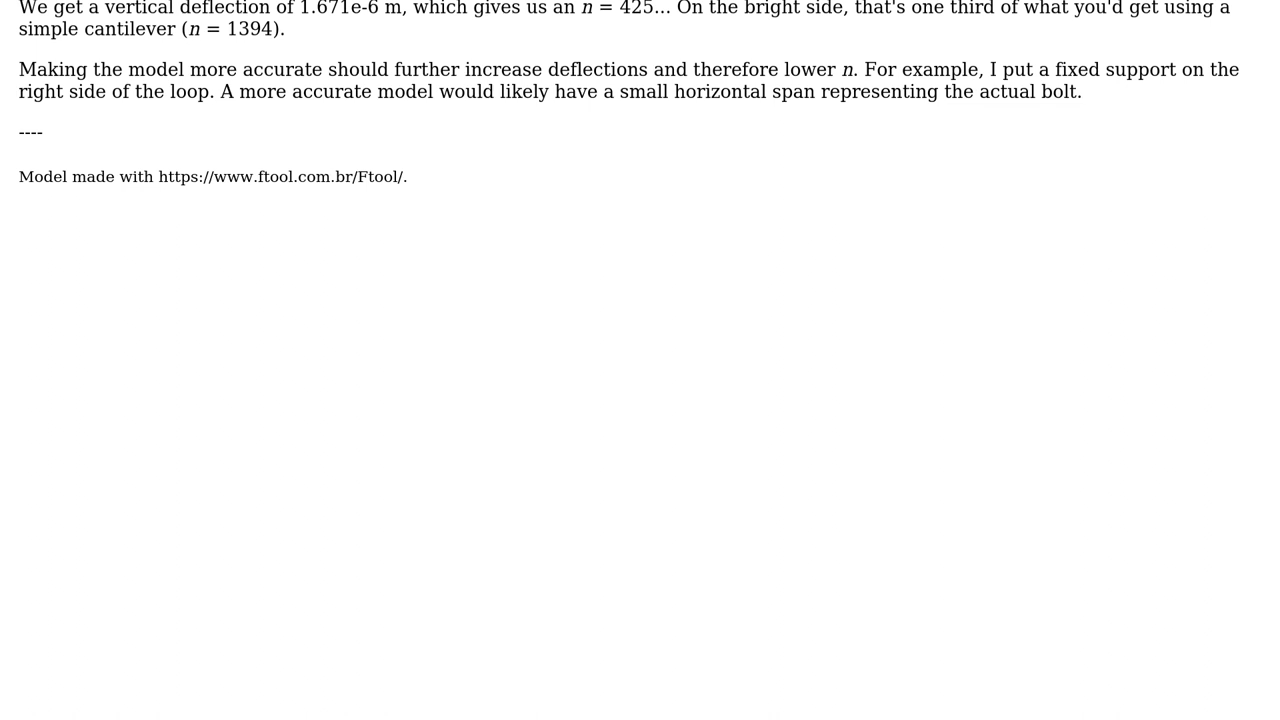 We get a vertical deflection of 1.671e-6 m, which gives us an n = 425... On the bright side, that's one third of what you'd get using a
simple cantilever (n = 1394).
Making the model more accurate should further increase deflections and therefore lower n. For example, I put a fixed support on the
right side of the loop. A more accurate model would likely have a small horizontal span representing the actual bolt.
----
Model made with https://www.ftool.com.br/Ftool/.